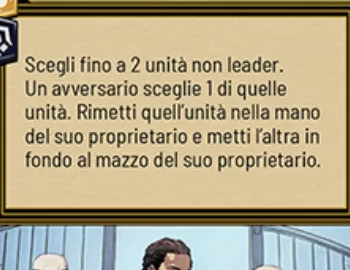 Scegli fino a 2 unità non leader.
Un avversario sceglie 1 di quelle
unità. Rimetti quell'unità nella mano
del suo proprietario e metti l'altra in
fondo al mazzo del suo proprietario.